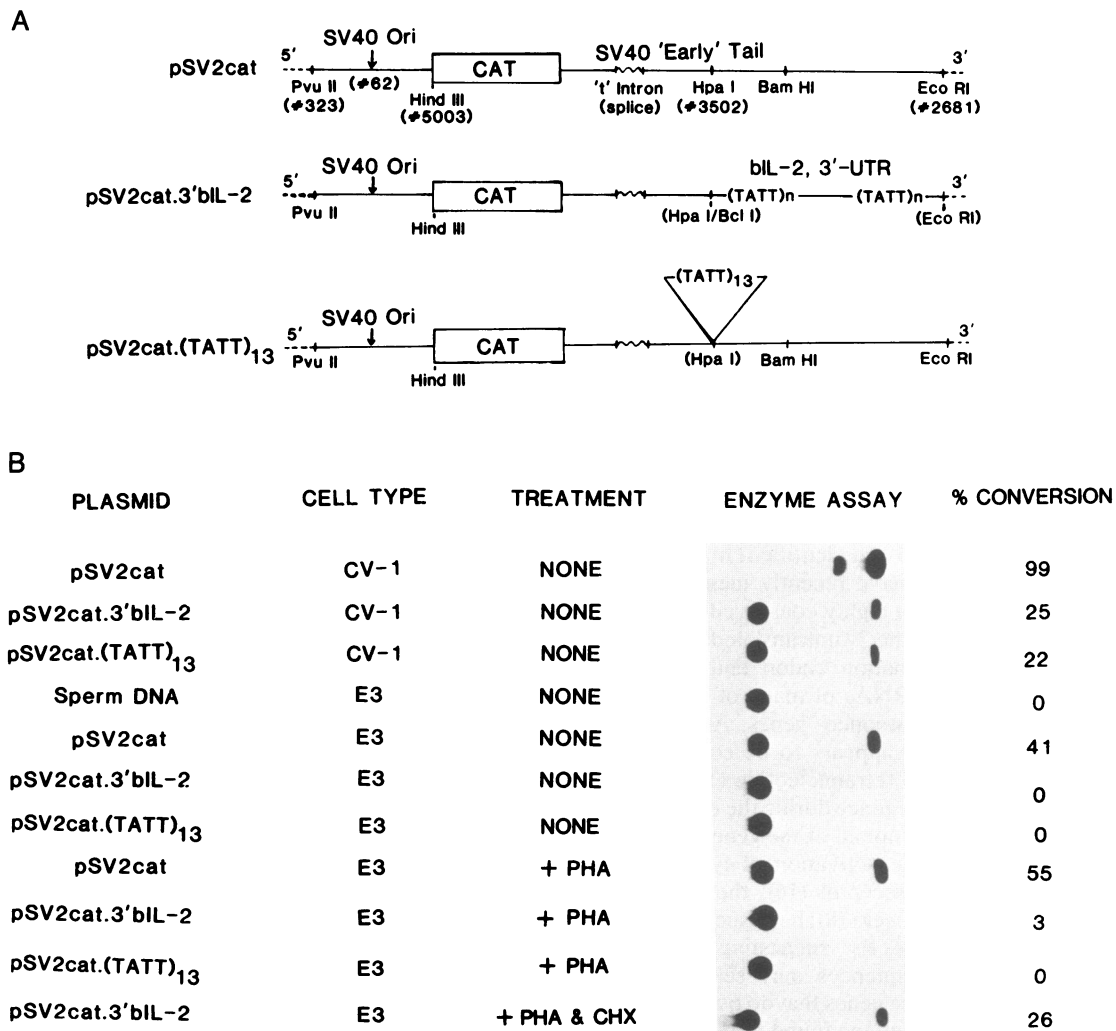 A
pSV2cat
5'
SV40 Ori
CAT
SV40 'Early' Tail
3'
Pvu II
(#323)
(#62)
Hind III
(#5003)
't' Intron
(splice)
Hpa I
(#3502)
Bam HI
Eco RI
(#2681)
pSV2cat.3'bIL-2
5'
SV40 Ori
CAT
bIL-2, 3'-UTR
3'
Pvu II
Hind III
(Hpa I/Bcl I)
(TATT)n
(TATT)n
(Eco RI)
pSV2cat.(TATT)13
5'
SV40 Ori
CAT
(TATT)13
3'
Pvu II
Hind III
(Hpa I)
Bam HI
Eco RI
B
PLASMID CELL TYPE TREATMENT ENZYME ASSAY % CONVERSION
pSV2cat CV-1 NONE 99
pSV2cat.3'bIL-2 CV-1 NONE 25
pSV2cat.(TATT)13 CV-1 NONE 22
Sperm DNA E3 NONE 0
pSV2cat E3 NONE 41
pSV2cat.3'bIL-2 E3 NONE 0
pSV2cat.(TATT)13 E3 NONE 0
pSV2cat E3 + PHA 55
pSV2cat.3'bIL-2 E3 + PHA 3
pSV2cat.(TATT)13 E3 + PHA 0
pSV2cat.3'bIL-2 E3 + PHA & CHX 26